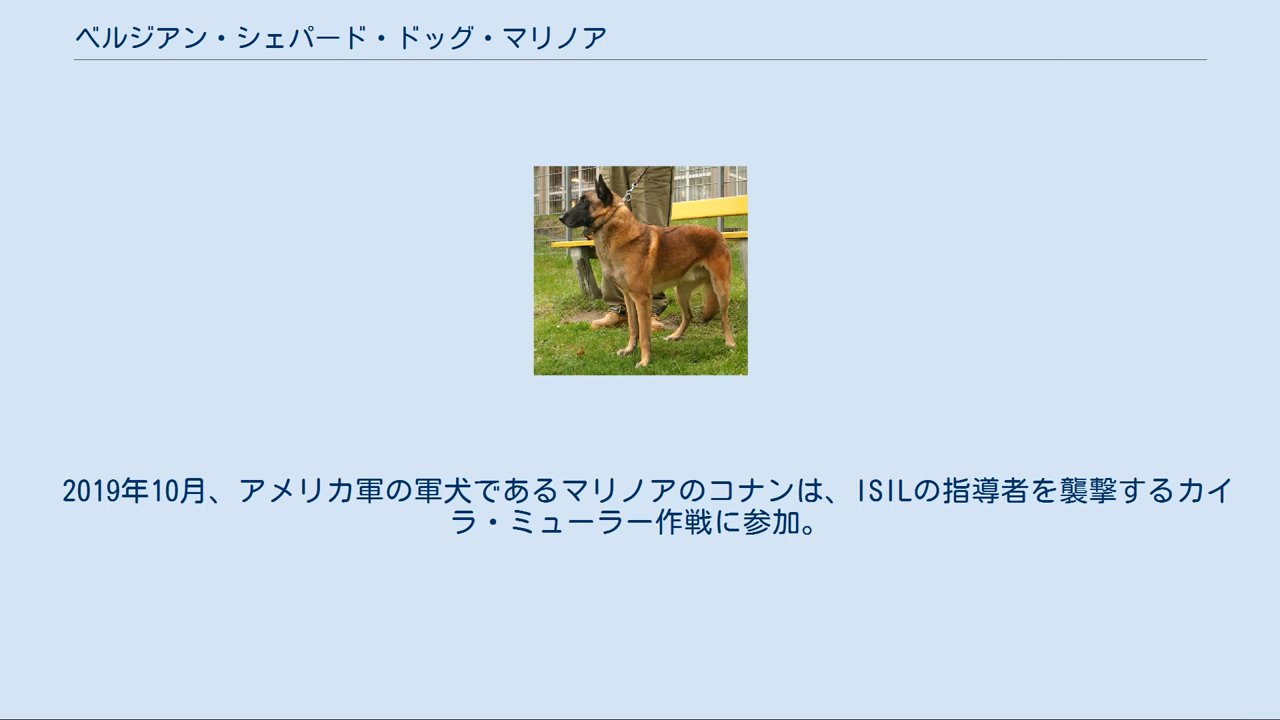 ベルジアン・シェパード・ドッグ・マリノア
2019年10月、アメリカ軍の軍犬であるマリノアのコナンは、ISILの指導者を襲撃するカイ
ラ・ミューラー作戦に参加。